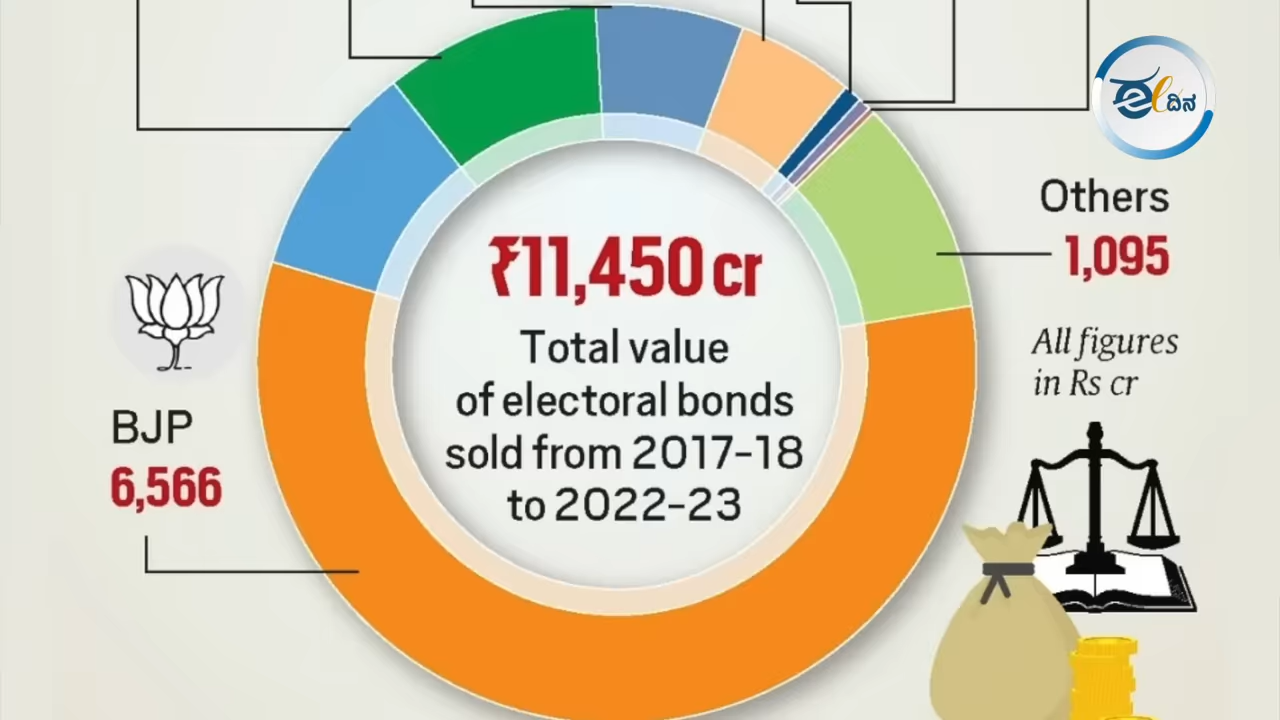 ಈ ದಿನ
Others
1,095
All figures
in Rs cr
₹11,450 cr
Total value
of electoral bonds
sold from 2017-18
to 2022-23
BJP
6,566